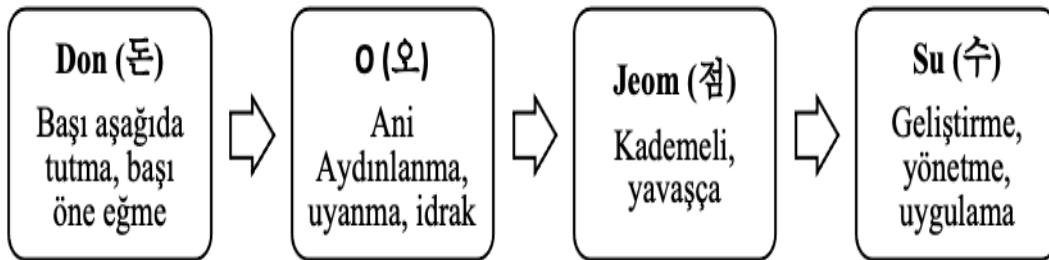 Don (돈)
Başı aşağıda
tutma, başı
öne eğme
O (오)
Ani
Aydınlanma,
uyanma, idrak
Jeom (점)
Kademeli,
yavaşça
Su (수)
Geliştirme,
yönetme,
uygulama